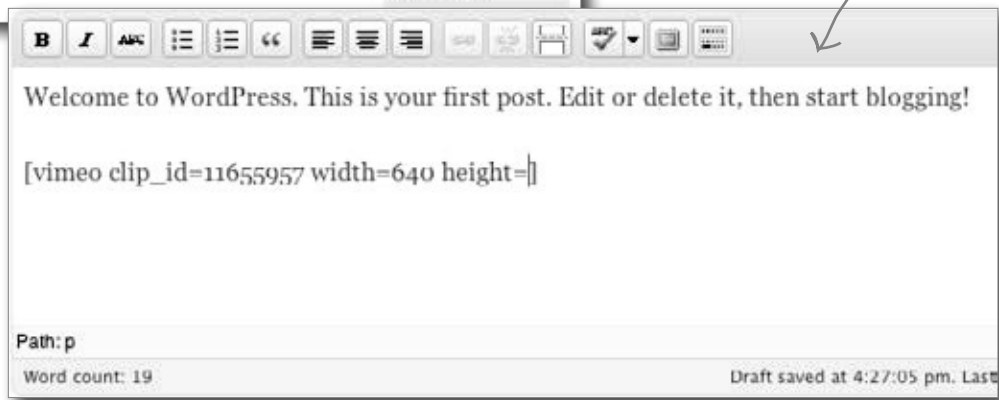 B I ABC
Welcome to WordPress. This is your first post. Edit or delete it, then start blogging!
[vimeo clip_id=11655957 width=640 height=]
Path: p
Word count: 19 Draft saved at 4:27:05 pm. Last